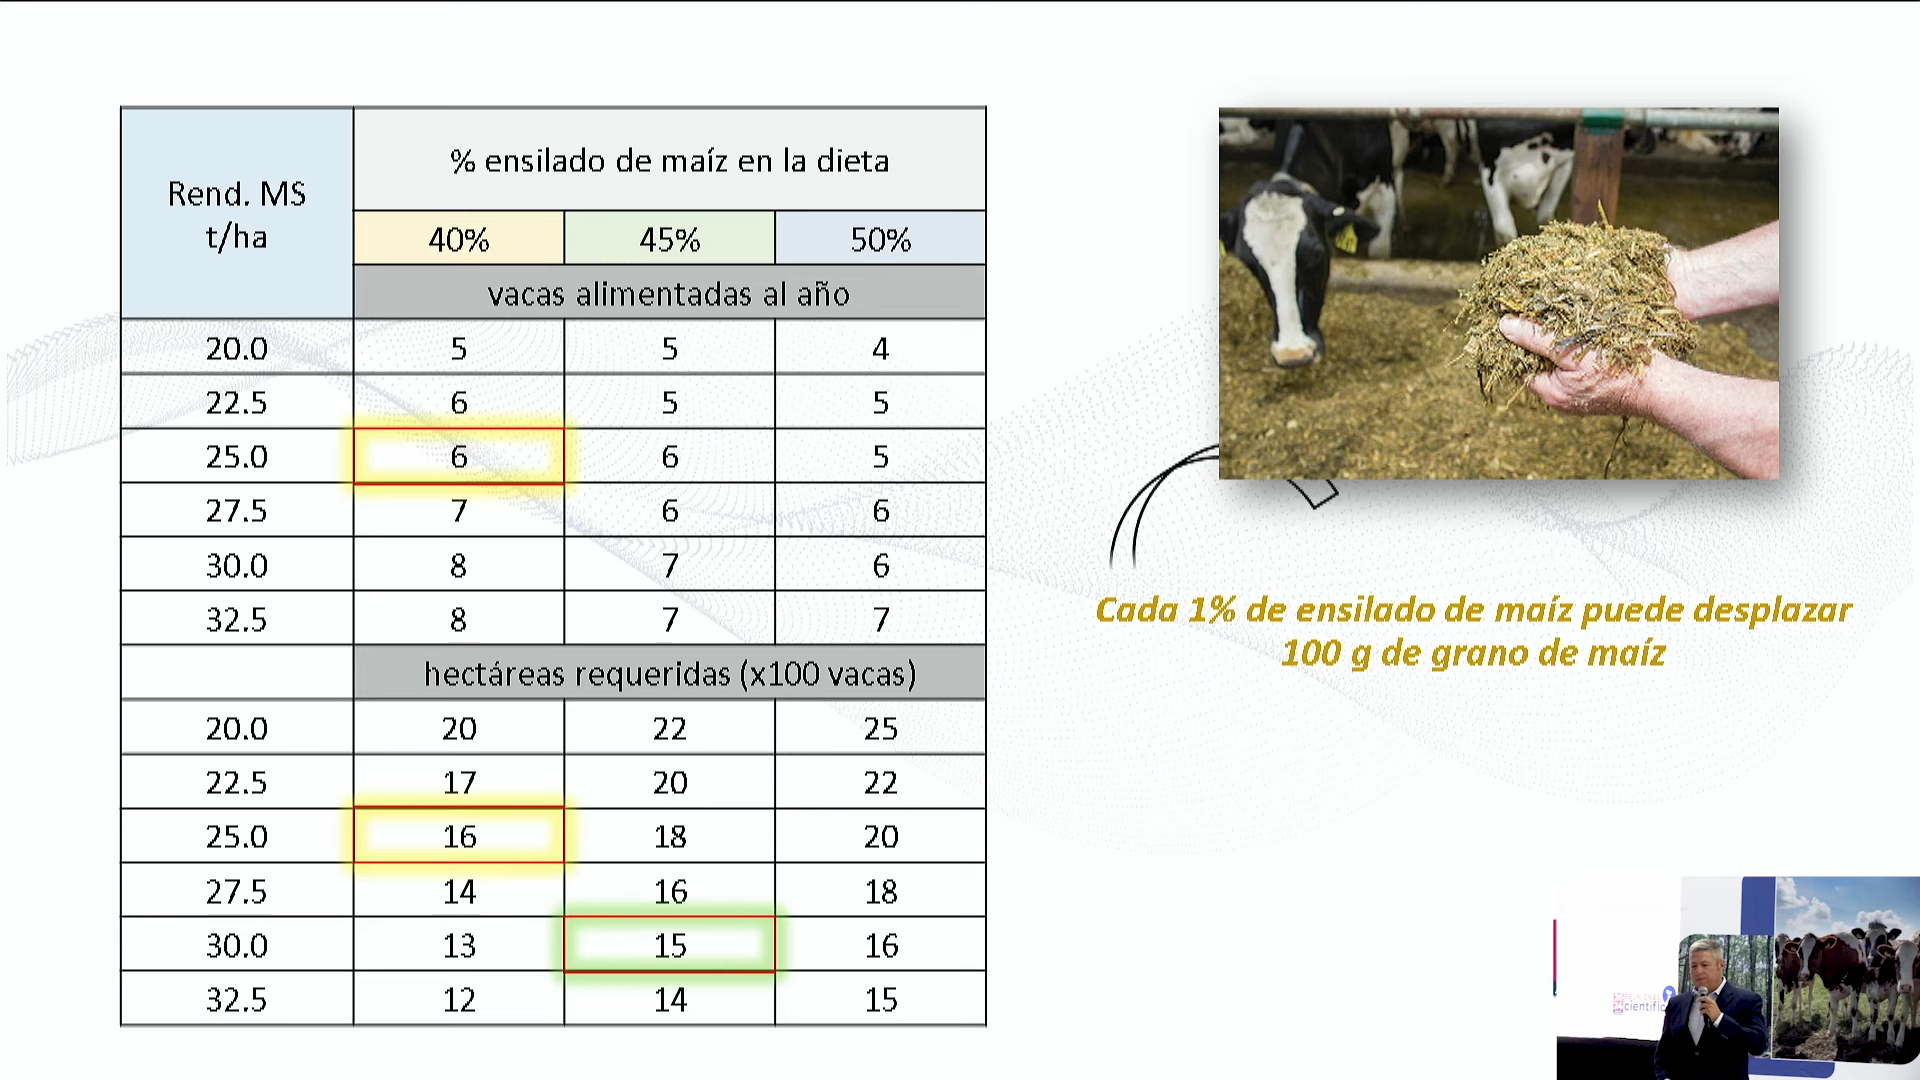 Rend. MS
t/ha
% ensilado de maíz en la dieta
40% 45% 50%
vacas alimentadas al año
20.0 5 5 4
22.5 6 5 5
25.0 6 6 5
27.5 7 6 6
30.0 8 7 6
32.5 8 7 7
hectáreas requeridas (x100 vacas)
20.0 20 22 25
22.5 17 20 22
25.0 16 18 20
27.5 14 16 18
30.0 13 15 16
32.5 12 14 15
Cada 1% de ensilado de maíz puede desplazar
100 g de grano de maíz